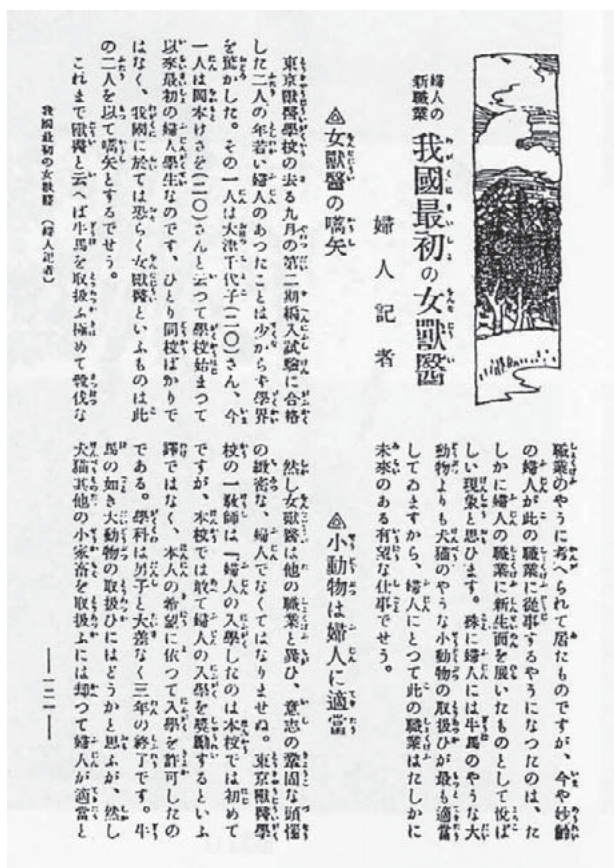 婦人の
新職業
我國最初の女獸醫
婦人記者
◬女獸醫の嚆矢
東京獸醫學校の去る九月の第二期編入試驗に合格
した二人の年若い婦人のあつたことは少からず學界
を驚かした。その一人は大津千代子(二〇)さん、今
一人は岡本けさを(二〇)さんと云つて學校始まつて
以來最初の婦人學生なのです、ひとり同校ばかりで
はなく、我國に於ては恐らく女獸醫といふものは此
の二人を以て嚆矢とするでせう。
これまで獸醫と云へば牛馬を取扱ふ極めて殺伐な
職業のやうに考へられて居たものですが、今や妙齡
の婦人が此の職業に從事するやうになつたのは、た
しかに婦人の職業に新生面を展いたものとして悅ば
しい現象と思ひます。殊に婦人には牛馬のやうな大
動物よりも犬猫のやうな小動物の取扱ひが最も適當
してゐますから、婦人にとつて此の職業はたしかに
未來のある有望な仕事でせう。
◬小動物は婦人に適當
然し女獸醫は他の職業と異ひ、意志の鞏固な頭腦
の緻密な、婦人でなくてはなりませぬ。東京獸醫學
校の一敎師は『婦人の入學したのは本校では初めて
ですが、本校では敢て婦人の入學を奬勵するといふ
譯ではなく、本人の希望に依つて入學を許可したの
である。學科は男子と大差なく三年の終了です。牛
馬の如き大動物の取扱ひにはどうかと思ふが、然し
犬猫其他の小家畜を取扱ふには却つて婦人が適當と
我國最初の女獸醫 (婦人記者)
一二一